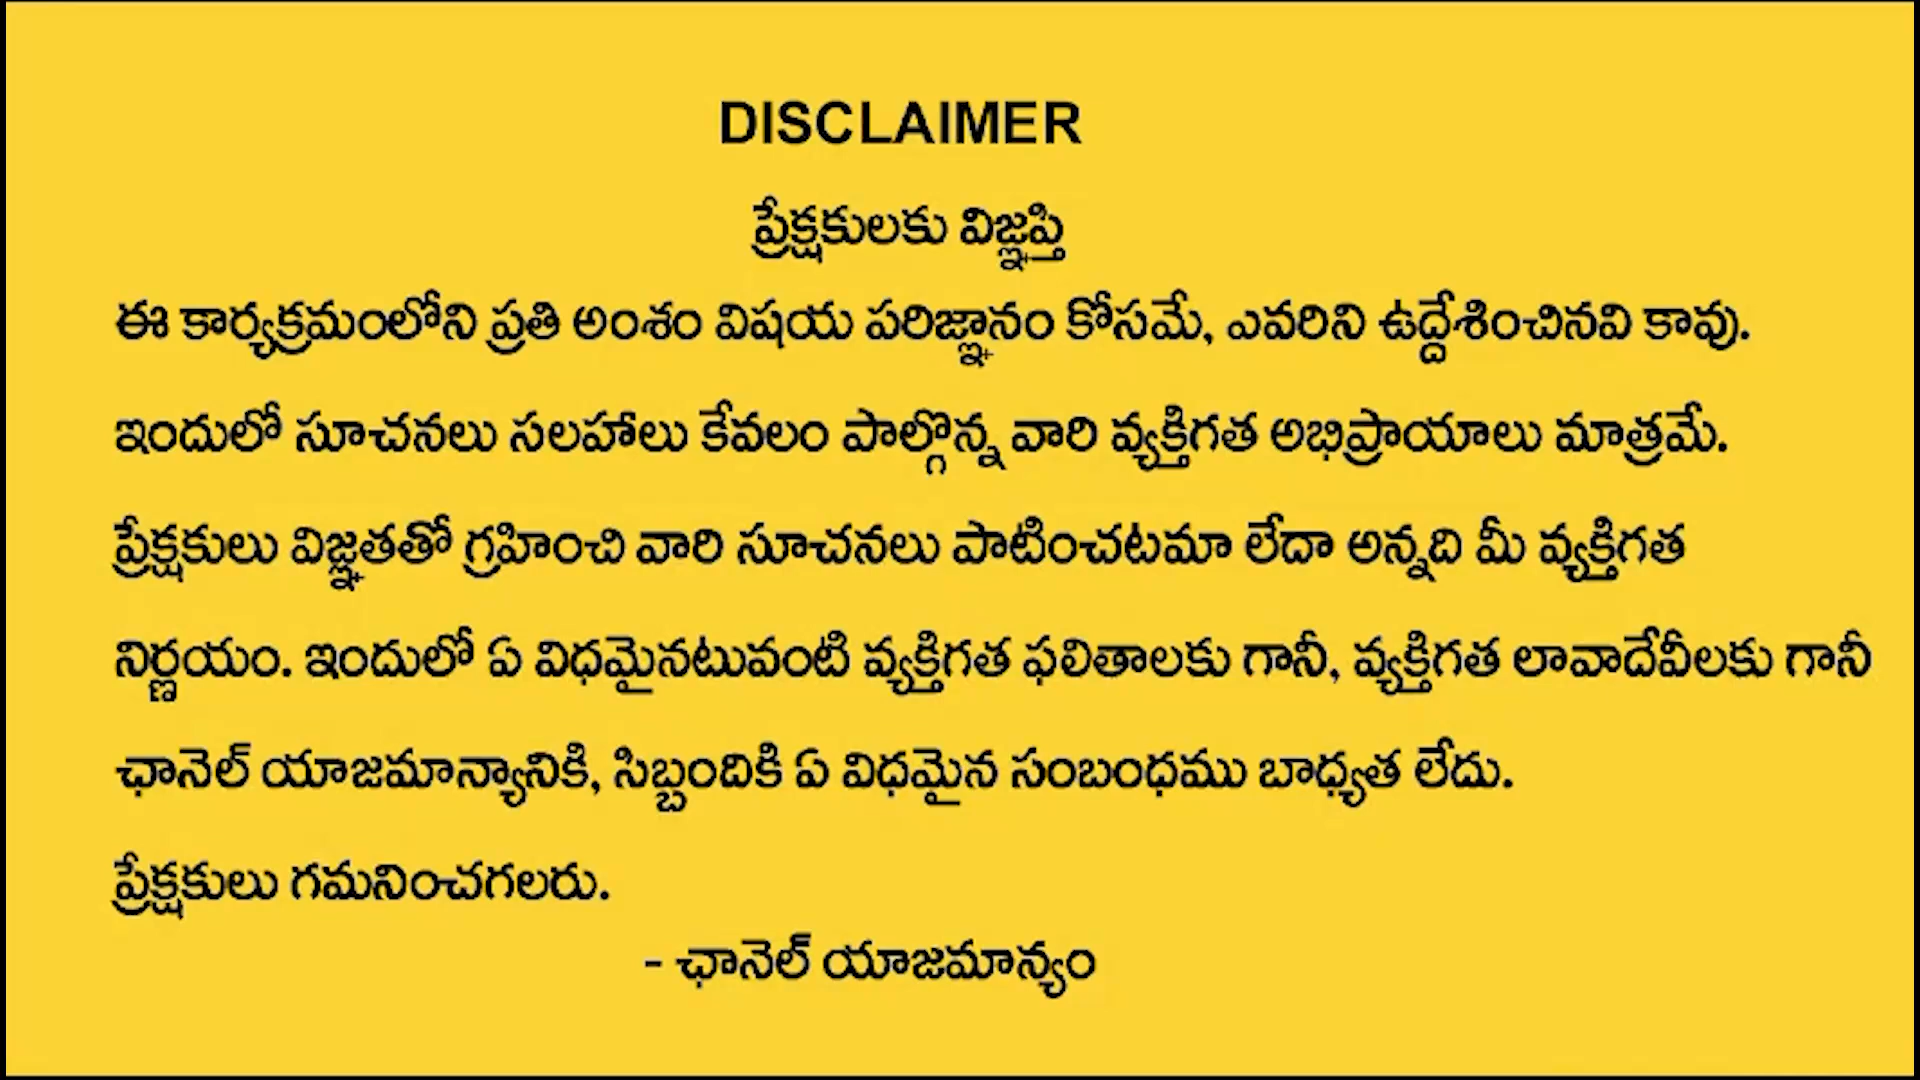 DISCLAIMER
ప్రేక్షకులకు విజ్ఞప్తి
ఈ కార్యక్రమంలోని ప్రతి అంశం విషయ పరిజ్ఞానం కోసమే, ఎవరిని ఉద్దేశించినవి కావు.
ఇందులో సూచనలు సలహాలు కేవలం పాల్గొన్న వారి వ్యక్తిగత అభిప్రాయాలు మాత్రమే.
ప్రేక్షకులు విజ్ఞతతో గ్రహించి వారి సూచనలు పాటించటమా లేదా అన్నది మీ వ్యక్తిగత
నిర్ణయం. ఇందులో ఏ విధమైనటువంటి వ్యక్తిగత ఫలితాలకు గానీ, వ్యక్తిగత లావాదేవీలకు గానీ
ఛానెల్ యాజమాన్యానికి, సిబ్బందికి ఏ విధమైన సంబంధము బాధ్యత లేదు.
ప్రేక్షకులు గమనించగలరు.
- ఛానెల్ యాజమాన్యం